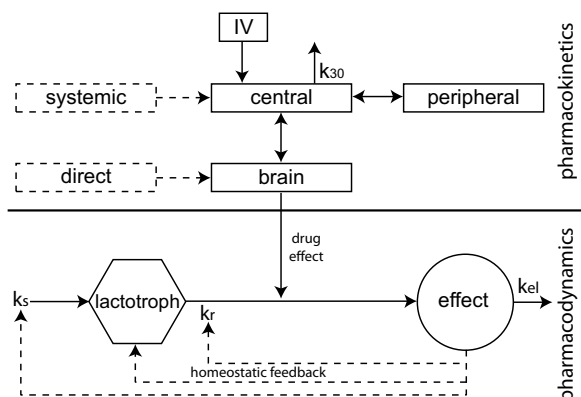 IV
k30
systemic
central
peripheral
direct
brain
pharmacokinetics
drug
effect
ks
lactotroph
kr
effect
kel
homeostatic feedback
pharmacodynamics